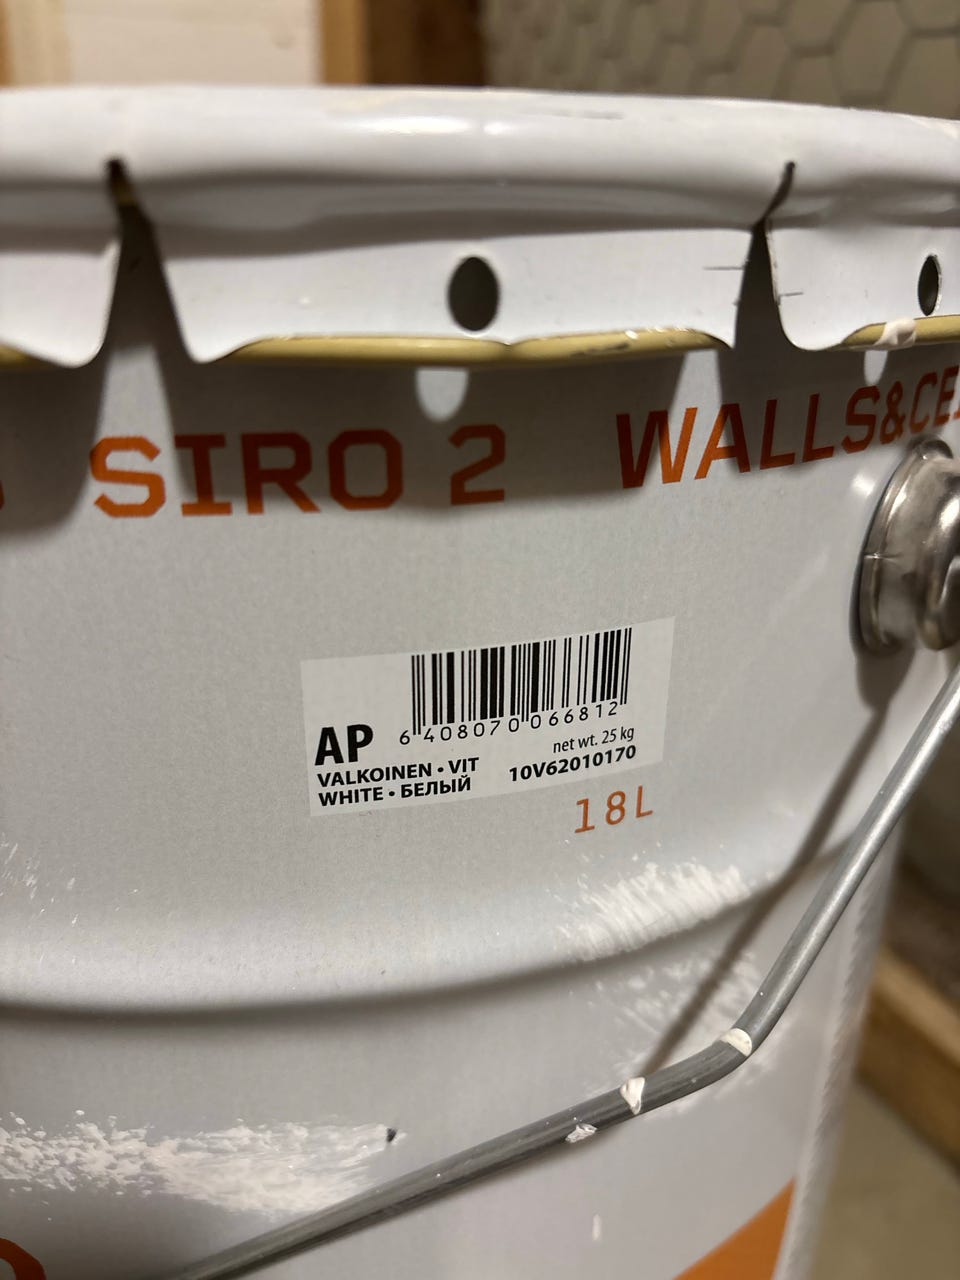 SIRO 2 WALLS&CE
6 408070 066812
AP
net wt. 25 kg
VALKOINEN • VIT
10V62010170
WHITE • БЕЛЫЙ
18L